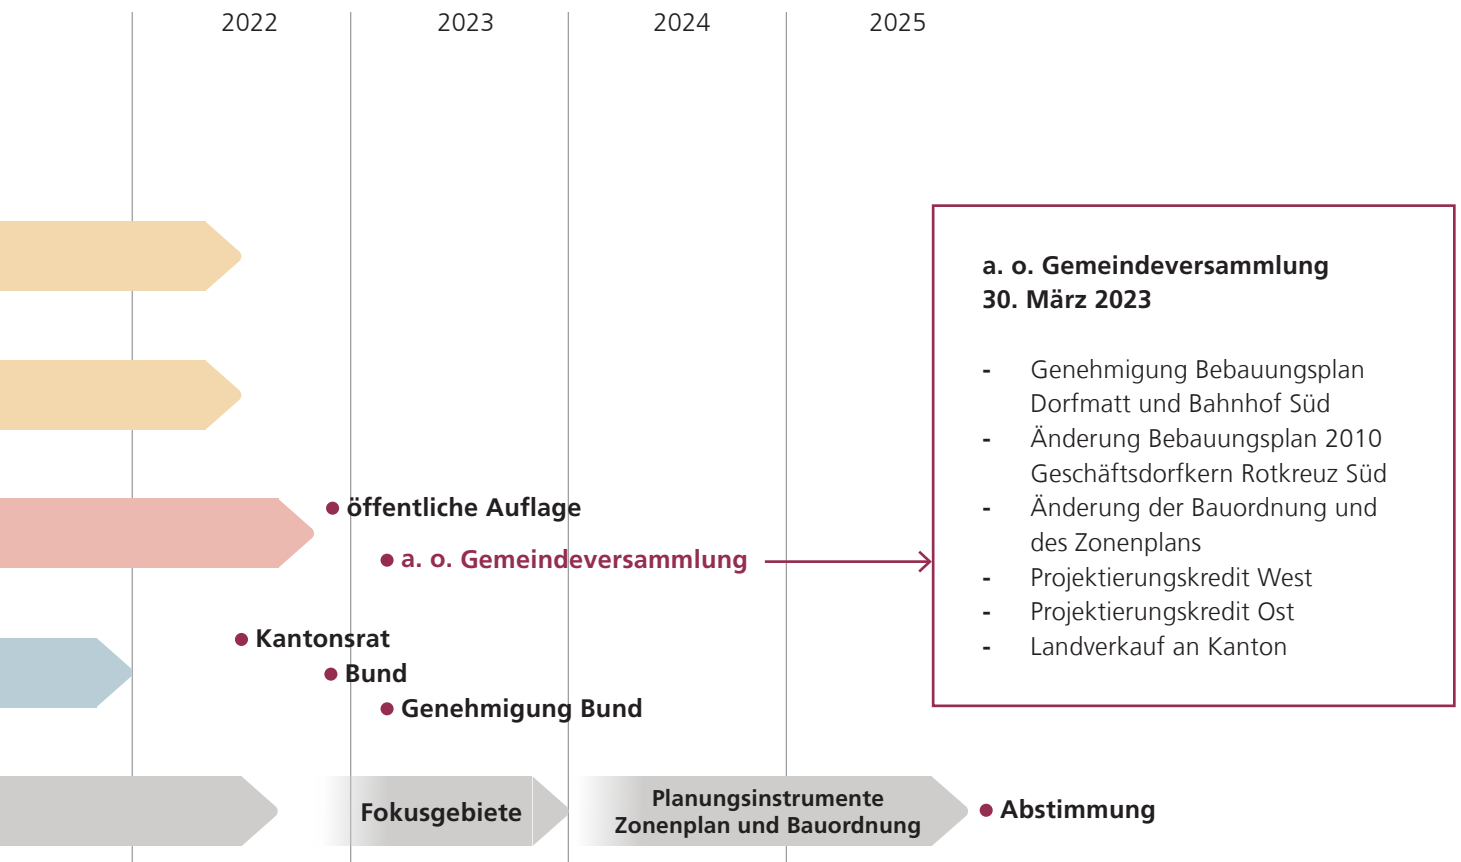 2022 2023 2024 2025
a. o. Gemeindeversammlung
30. März 2023
- Genehmigung Bebauungsplan
Dorfmatt und Bahnhof Süd
- Änderung Bebauungsplan 2010
Geschäftsdorfkern Rotkreuz Süd
- Änderung der Bauordnung und
des Zonenplans
- Projektierungskredit West
- Projektierungskredit Ost
- Landverkauf an Kanton
öffentliche Auflage
a. o. Gemeindeversammlung
Kantonsrat
Bund
Genehmigung Bund
Fokusgebiete
Planungsinstrumente
Zonenplan und Bauordnung
Abstimmung